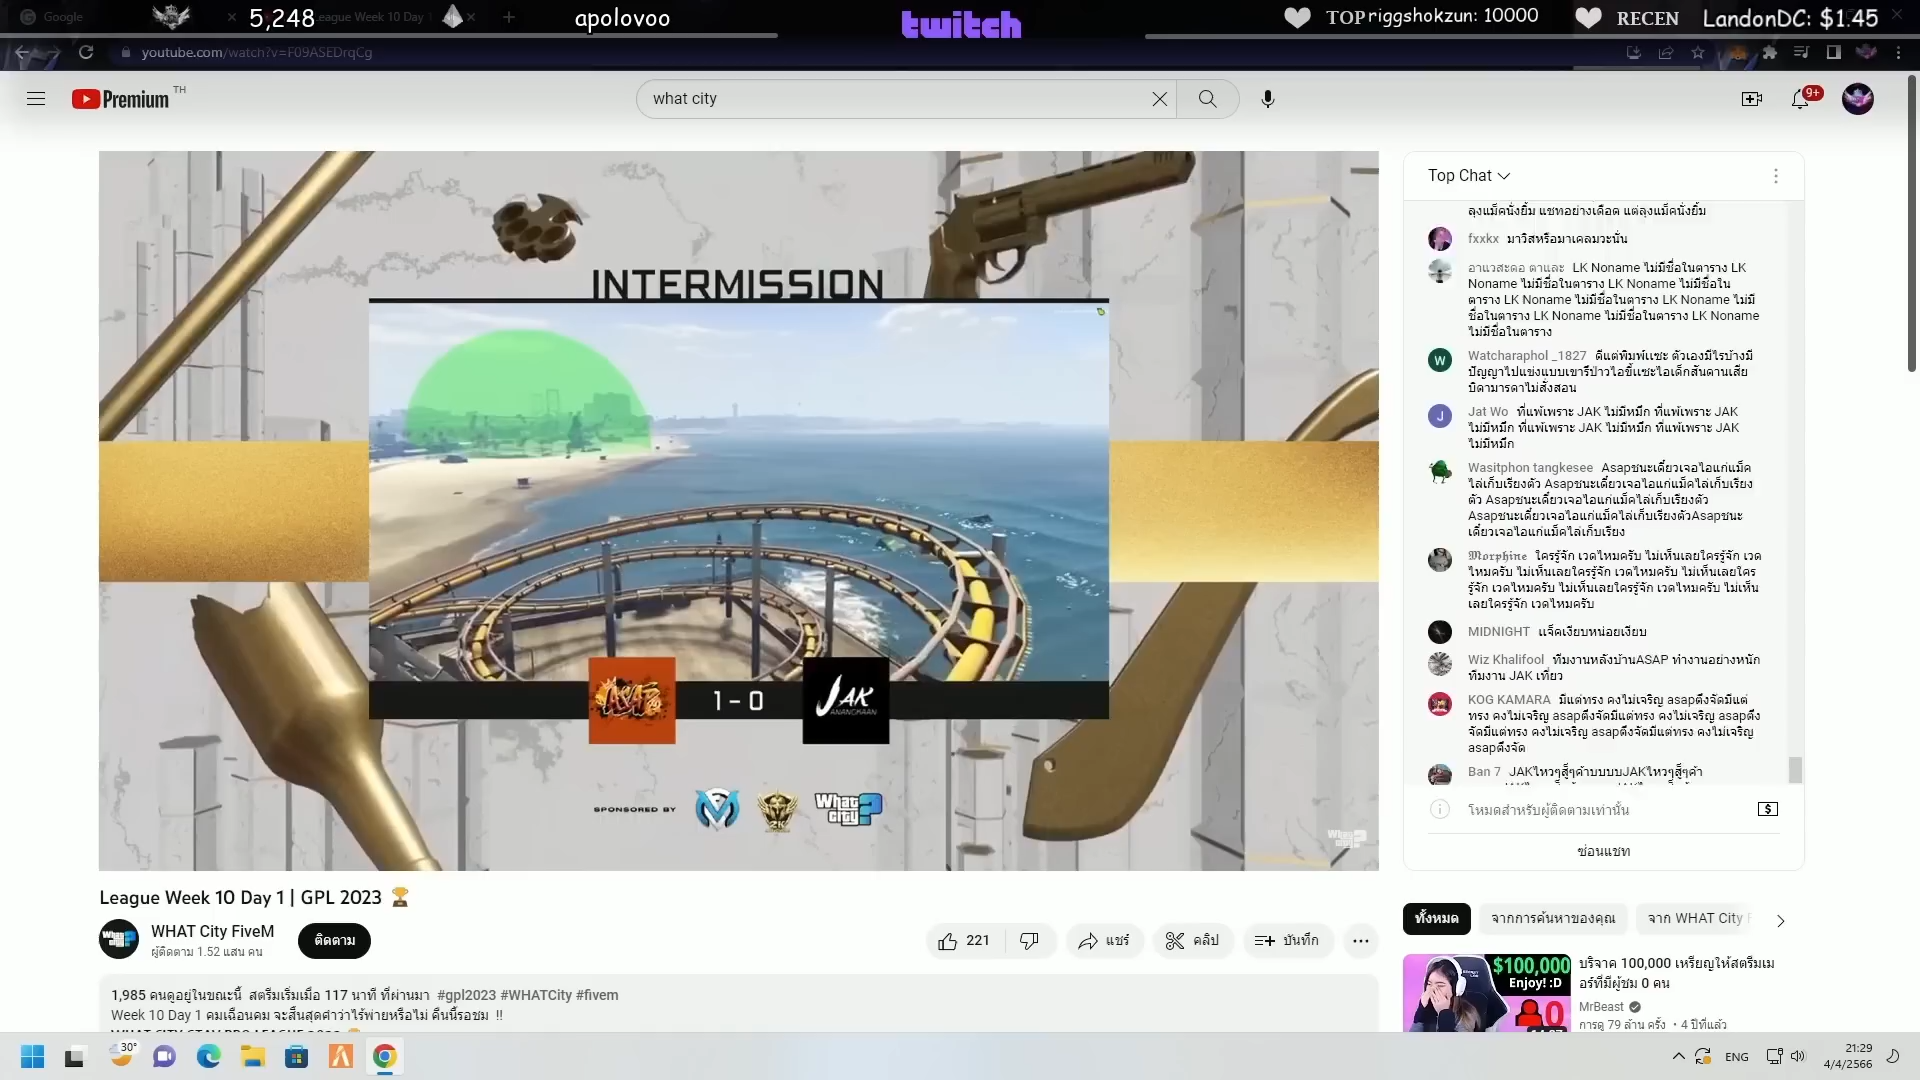 Google
5,248
League Week 10 Day
apolovoo
twitch
TOP riggshokzun: 10000
RECEN LandonDC: $1.45
youtube.com/watch?v=F09ASEDrqCg
Premium TH
what city
9+
INTERMISSION
1 - 0
JAK
ANANCHAAN
SPONSORED BY
2K
What City?
League Week 10 Day 1 | GPL 2023 🏆
WHAT City FiveM
ผู้ติดตาม 1.52 แสน คน
ติดตาม
221
แชร์
คลิป
บันทึก
1,985 คนดูอยู่ในขณะนี้ สตรีมเริ่มเมื่อ 117 นาที ที่ผ่านมา #gpl2023 #WHATCity #fivem
Week 10 Day 1 คมเฉือนคม จะสิ้นสุดคำว่าไร้พ่ายหรือไม่ คืนนี้รอชม !!
Top Chat
ลุงแม็คนั่งยิ้ม แชทอย่างเดือด แต่ลุงแม็คนั่งยิ้ม
fxxkx มาวิสหรือมาเคลมวะนั่น
LK Noname ไม่มีชื่อในตาราง LK
Noname ไม่มีชื่อในตาราง LK Noname ไม่มีชื่อใน
ตาราง LK Noname ไม่มีชื่อในตาราง LK Noname ไม่มี
ชื่อในตาราง LK Noname ไม่มีชื่อในตาราง LK Noname
ไม่มีชื่อในตาราง
Watcharaphol _1827 ดีแต่พิมพ์แซะ ตัวเองมีไรบ้างมี
ปัญญาไปแข่งแบบเขารึป่าวไอขี้แซะไอเด็กสันดานเสีย
บิดามารดาไม่สั่งสอน
Jat Wo ที่แพ้เพราะ JAK ไม่มีหมึก ที่แพ้เพราะ JAK
ไม่มีหมึก ที่แพ้เพราะ JAK ไม่มีหมึก ที่แพ้เพราะ JAK
ไม่มีหมึก
Wasitphon tangkesee Asapชนะเดี๋ยวเจอไอแก่แม็ค
ไล่เก็บเรียงตัว Asapชนะเดี๋ยวเจอไอแก่แม็คไล่เก็บเรียง
ตัว Asapชนะเดี๋ยวเจอไอแก่แม็คไล่เก็บเรียงตัว
Asapชนะเดี๋ยวเจอไอแก่แม็คไล่เก็บเรียงตัวAsapชนะ
เดี๋ยวเจอไอแก่แม็คไล่เก็บเรียง
𝔐𝔬𝔯𝔭𝔥𝔦𝔫𝔢 ใครรู้จัก เวดไหมครับ ไม่เห็นเลยใครรู้จัก เวด
ไหมครับ ไม่เห็นเลยใครรู้จัก เวดไหมครับ ไม่เห็นเลยใคร
รู้จัก เวดไหมครับ ไม่เห็นเลยใครรู้จัก เวดไหมครับ ไม่เห็น
เลยใครรู้จัก เวดไหมครับ
MIDNIGHT แจ็คเงียบหน่อยเงียบ
Wiz Khalifool ทีมงานหลังบ้านASAP ทำงานอย่างหนัก
ทีมงาน JAK เที่ยว
KOG KAMARA มีแต่ทรง คงไม่เจริญ asapตึงจัดมีแต่
ทรง คงไม่เจริญ asapตึงจัดมีแต่ทรง คงไม่เจริญ asapตึง
จัดมีแต่ทรง คงไม่เจริญ asapตึงจัดมีแต่ทรง คงไม่เจริญ
asapตึงจัด
Ban 7 JAKไหวๆสู้ๆค้าบบบบJAKไหวๆสู้ๆค้า
โหมดสำหรับผู้ติดตามเท่านั้น
ซ่อนแชท
ทั้งหมด
จากการค้นหาของคุณ
จาก WHAT City F
$100,000
Enjoy! :D
0
บริจาค 100,000 เหรียญให้สตรีมเม
อร์ที่มีผู้ชม 0 คน
MrBeast
การดู 79 ล้าน ครั้ง • 4 ปีที่แล้ว
30°
ENG
21:29
4/4/2566